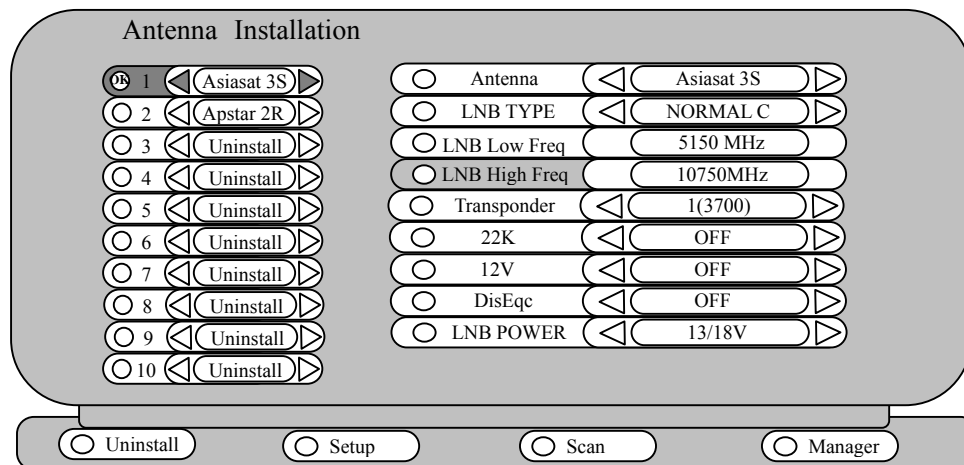 Antenna Installation
OK 1 Asiasat 3S
2 Apstar 2R
3 Uninstall
4 Uninstall
5 Uninstall
6 Uninstall
7 Uninstall
8 Uninstall
9 Uninstall
10 Uninstall
Antenna Asiasat 3S
LNB TYPE NORMAL C
LNB Low Freq 5150 MHz
LNB High Freq 10750MHz
Transponder 1(3700)
22K OFF
12V OFF
DisEqc OFF
LNB POWER 13/18V
Uninstall Setup Scan Manager